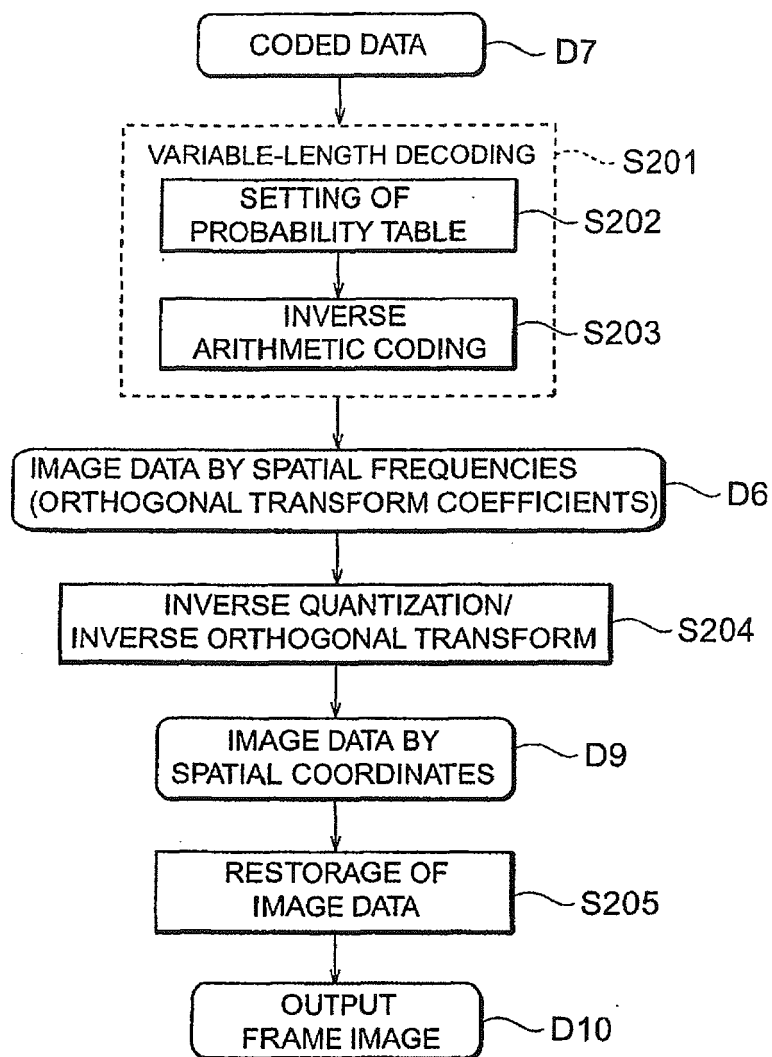 CODED DATA
D7
VARIABLE-LENGTH DECODING
S201
SETTING OF
PROBABILITY TABLE
S202
INVERSE
ARITHMETIC CODING
S203
IMAGE DATA BY SPATIAL FREQUENCIES
(ORTHOGONAL TRANSFORM COEFFICIENTS)
D6
INVERSE QUANTIZATION/
INVERSE ORTHOGONAL TRANSFORM
S204
IMAGE DATA BY
SPATIAL COORDINATES
D9
RESTORAGE OF
IMAGE DATA
S205
OUTPUT
FRAME IMAGE
D10